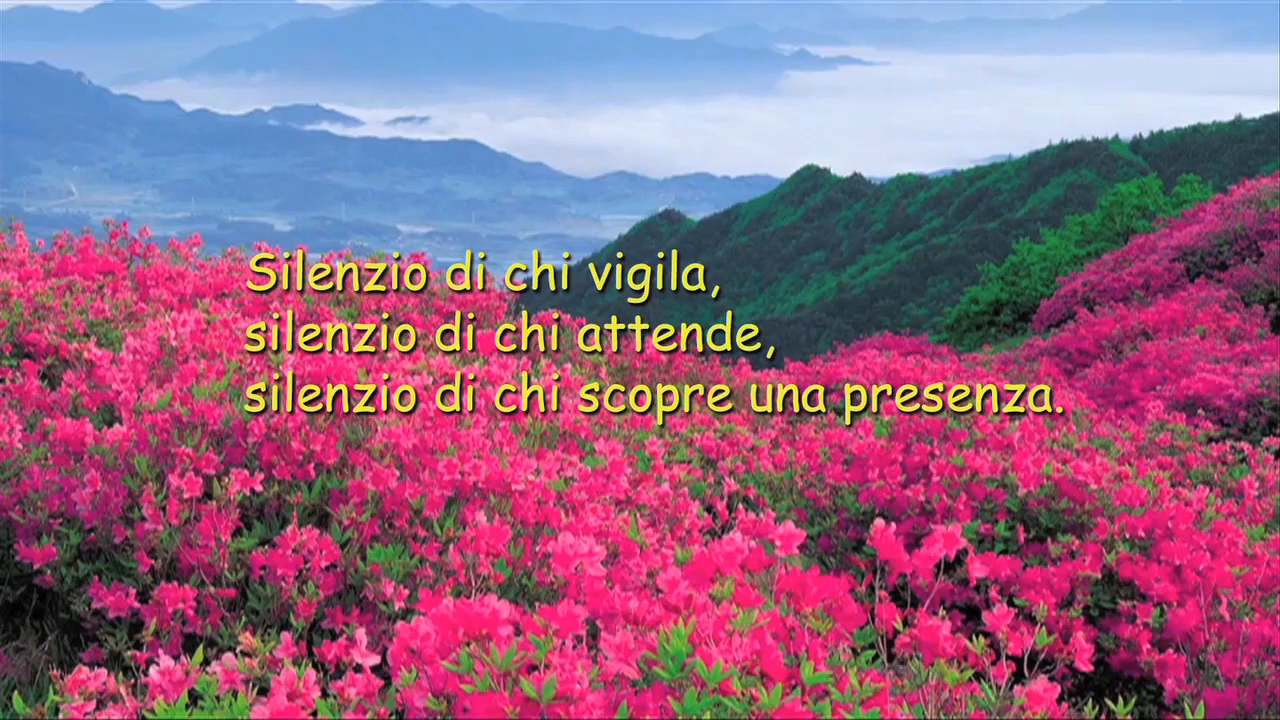 Silenzio di chi vigila,
silenzio di chi attende,
silenzio di chi scopre una presenza.